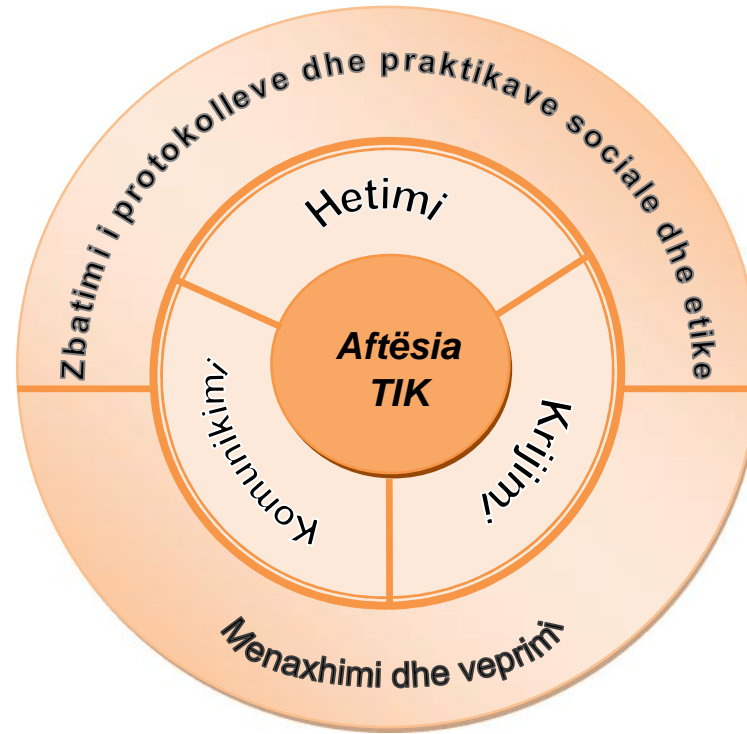 Zbatimi i protokolleve dhe praktikave sociale dhe etike
Hetimi
Aftësia
TIK
Komunikimi
Krijimi
Menaxhimi dhe veprimi